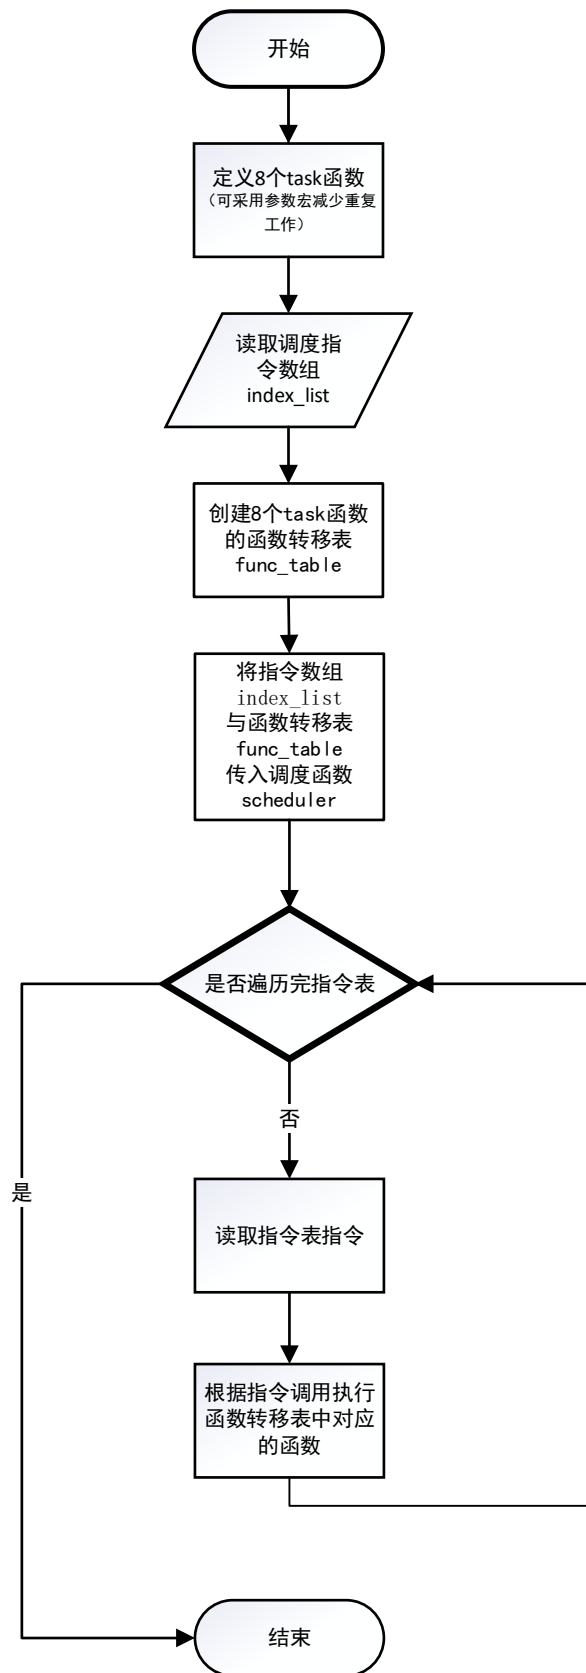 开始
定义8个task函数
（可采用参数宏减少重复
工作）
读取调度指
令数组
index_list
创建8个task函数
的函数转移表
func_table
将指令数组
index_list
与函数转移表
func_table
传入调度函数
scheduler
是否遍历完指令表
否
是
读取指令表指令
根据指令调用执行
函数转移表中对应
的函数
结束